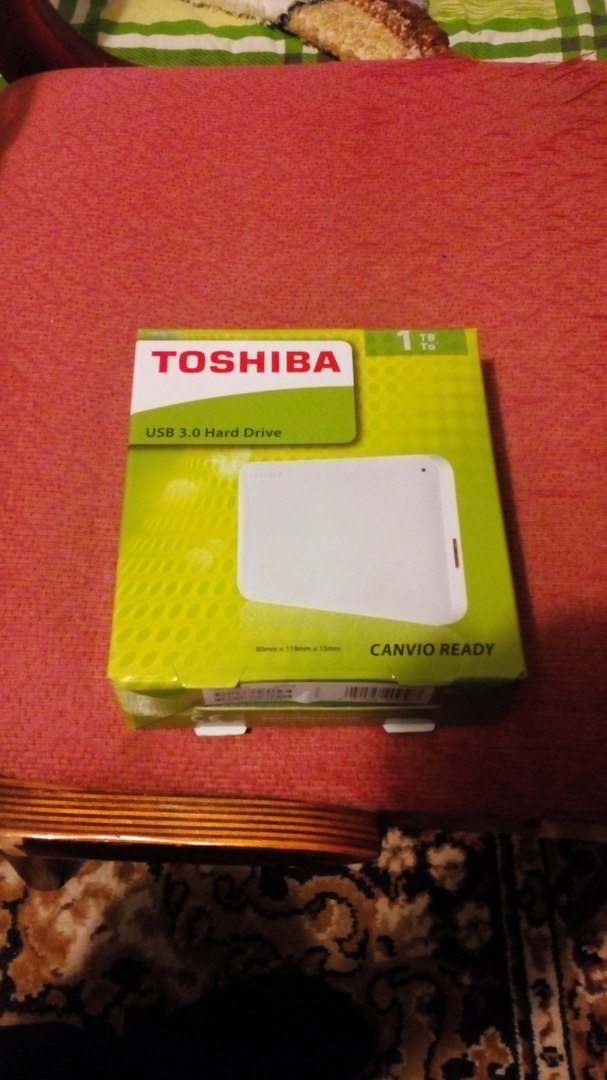 TOSHIBA
1 TB
To
USB 3.0 Hard Drive
80mm x 119mm x 15mm
CANVIO READY